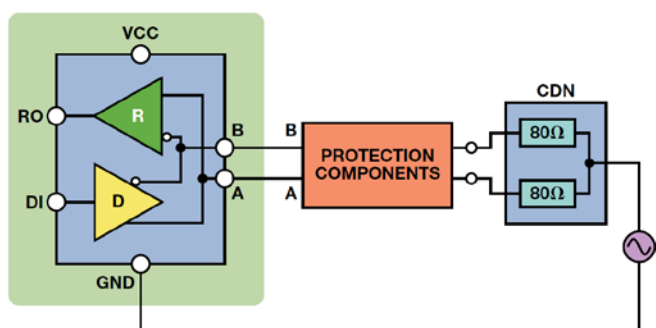 VCC
RO
R
B
B
DI
D
A
A
GND
PROTECTION
COMPONENTS
CDN
80Ω
80Ω